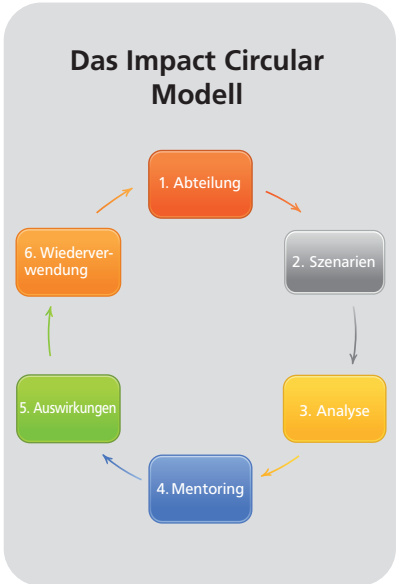 Das Impact Circular
Modell
1. Abteilung
2. Szenarien
3. Analyse
4. Mentoring
5. Auswirkungen
6. Wiederver-
wendung